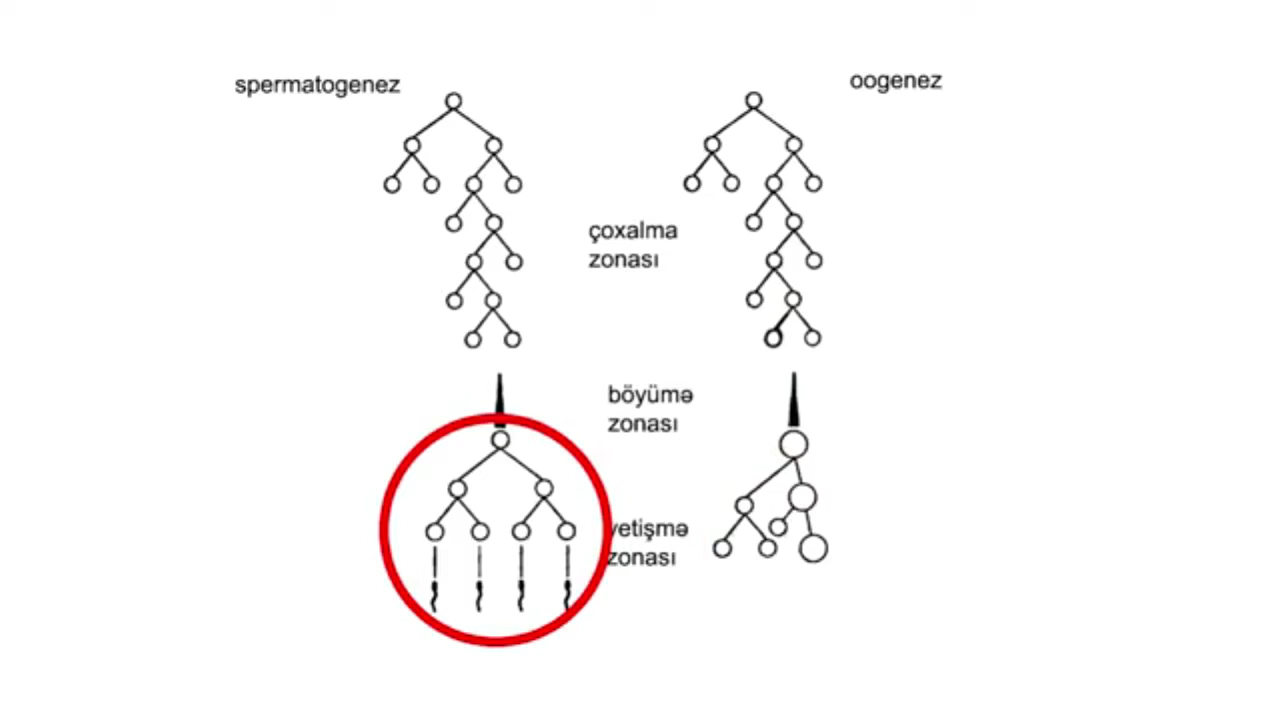 spermatogenez
oogenez
çoxalma
zonası
böyümə
zonası
yetişmə
zonası